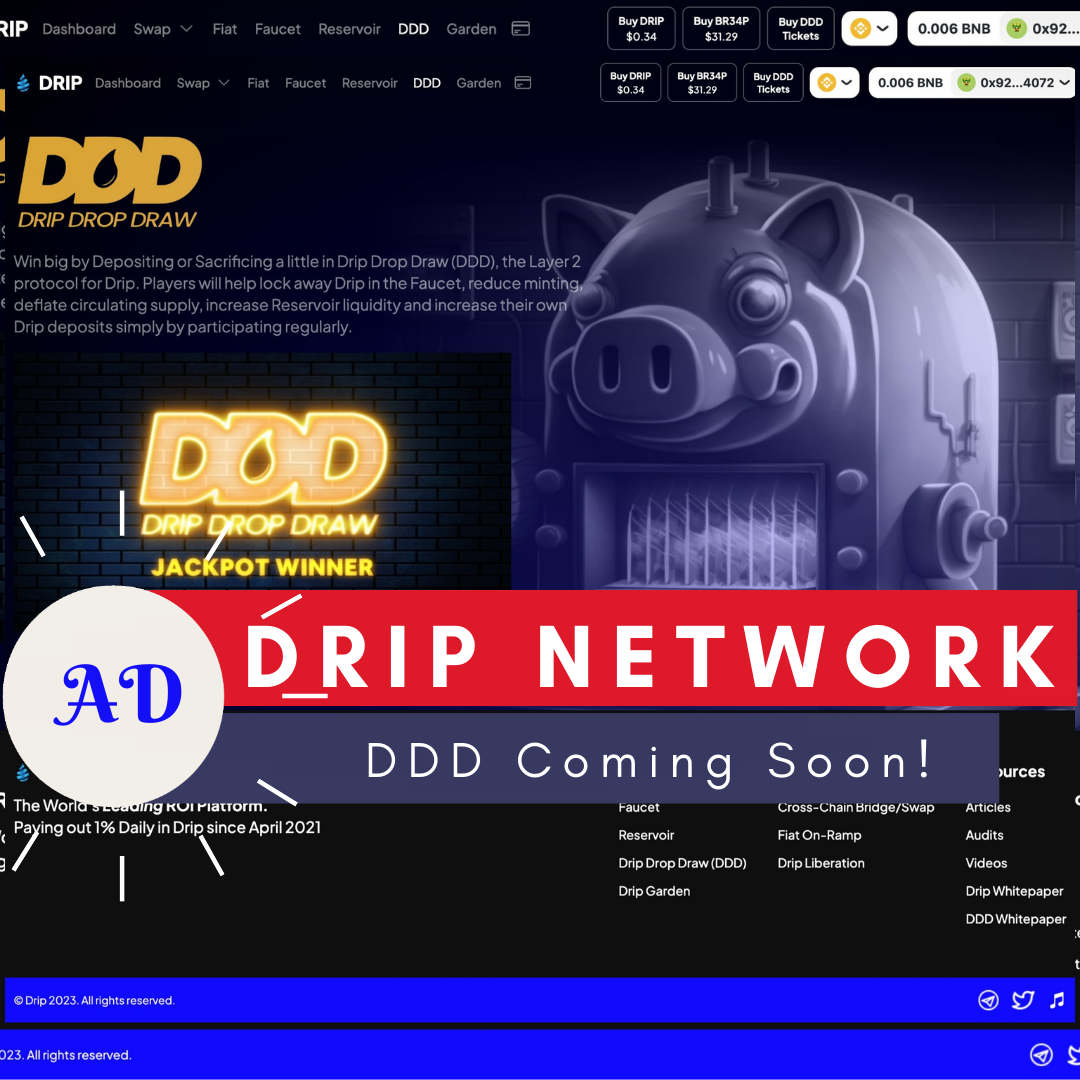 RIP Dashboard Swap Fiat Faucet Reservoir DDD Garden Buy DRIP $0.34 Buy BR34P $31.29 Buy DDD Tickets 0.006 BNB 0x92...
DRIP Dashboard Swap Fiat Faucet Reservoir DDD Garden Buy DRIP $0.34 Buy BR34P $31.29 Buy DDD Tickets 0.006 BNB 0x92...4072
DDD
DRIP DROP DRAW
Win big by Depositing or Sacrificing a little in Drip Drop Draw (DDD), the Layer 2
protocol for Drip. Players will help lock away Drip in the Faucet, reduce minting,
deflate circulating supply, increase Reservoir liquidity and increase their own
Drip deposits simply by participating regularly.
DDD
DRIP DROP DRAW
JACKPOT WINNER
DRIP NETWORK
AD
DDD Coming Soon!
ources
The World's Leading ROI Platform.
Paying out 1% Daily in Drip since April 2021
Faucet
Reservoir
Drip Drop Draw (DDD)
Drip Garden
Cross-Chain Bridge/Swap
Fiat On-Ramp
Drip Liberation
Articles
Audits
Videos
Drip Whitepaper
DDD Whitepaper
© Drip 2023. All rights reserved.
023. All rights reserved.